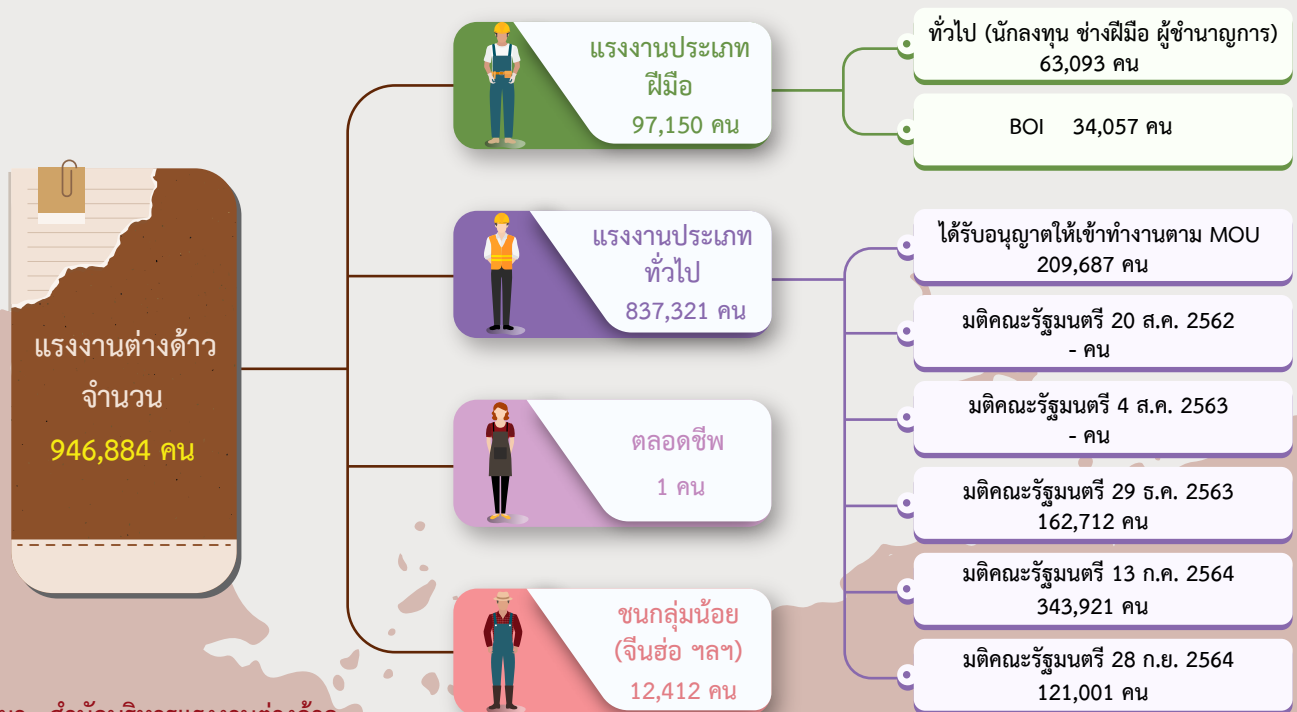 แรงงานต่างด้าว
จำนวน
946,884 คน
แรงงานประเภท
ฝีมือ
97,150 คน
ทั่วไป (นักลงทุน ช่างฝีมือ ผู้ชำนาญการ)
63,093 คน
BOI 34,057 คน
แรงงานประเภท
ทั่วไป
837,321 คน
ได้รับอนุญาตให้เข้าทำงานตาม MOU
209,687 คน
มติคณะรัฐมนตรี 20 ส.ค. 2562
- คน
มติคณะรัฐมนตรี 4 ส.ค. 2563
- คน
มติคณะรัฐมนตรี 29 ธ.ค. 2563
162,712 คน
มติคณะรัฐมนตรี 13 ก.ค. 2564
343,921 คน
มติคณะรัฐมนตรี 28 ก.ย. 2564
121,001 คน
ตลอดชีพ
1 คน
ชนกลุ่มน้อย
(จีนฮ่อ ฯลฯ)
12,412 คน